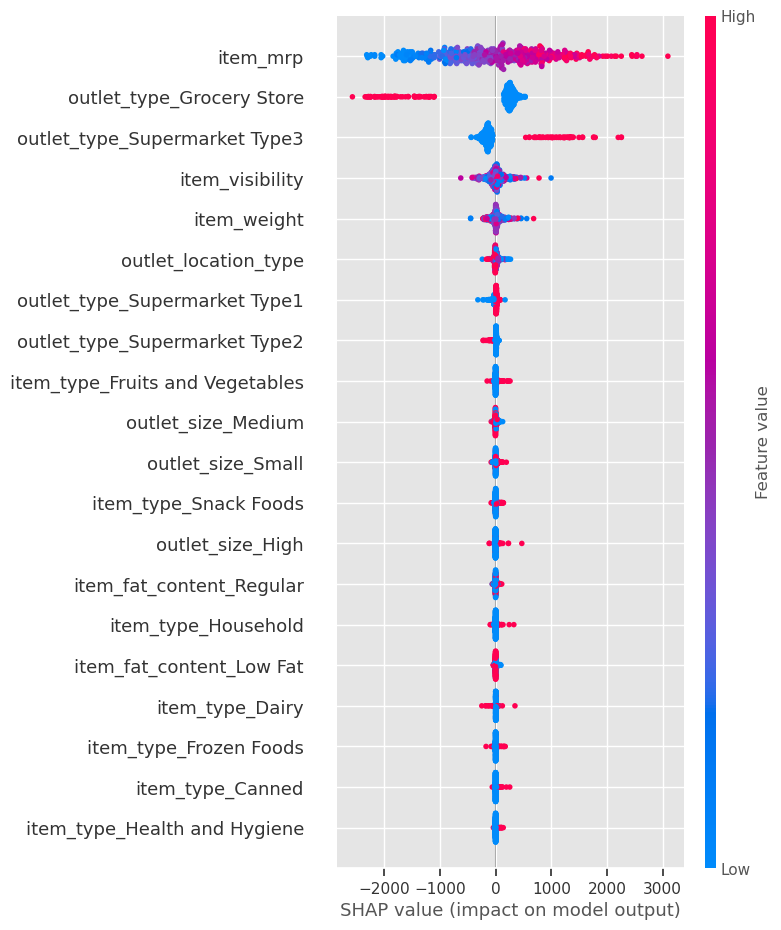 High
item_mrp
outlet_type_Grocery Store
outlet_type_Supermarket Type3
item_visibility
item_weight
outlet_location_type
outlet_type_Supermarket Type1
outlet_type_Supermarket Type2
item_type_Fruits and Vegetables
outlet_size_Medium
outlet_size_Small
item_type_Snack Foods
outlet_size_High
item_fat_content_Regular
item_type_Household
item_fat_content_Low Fat
item_type_Dairy
item_type_Frozen Foods
item_type_Canned
item_type_Health and Hygiene
Feature value
Low
−2000 −1000 0 1000 2000 3000
SHAP value (impact on model output)